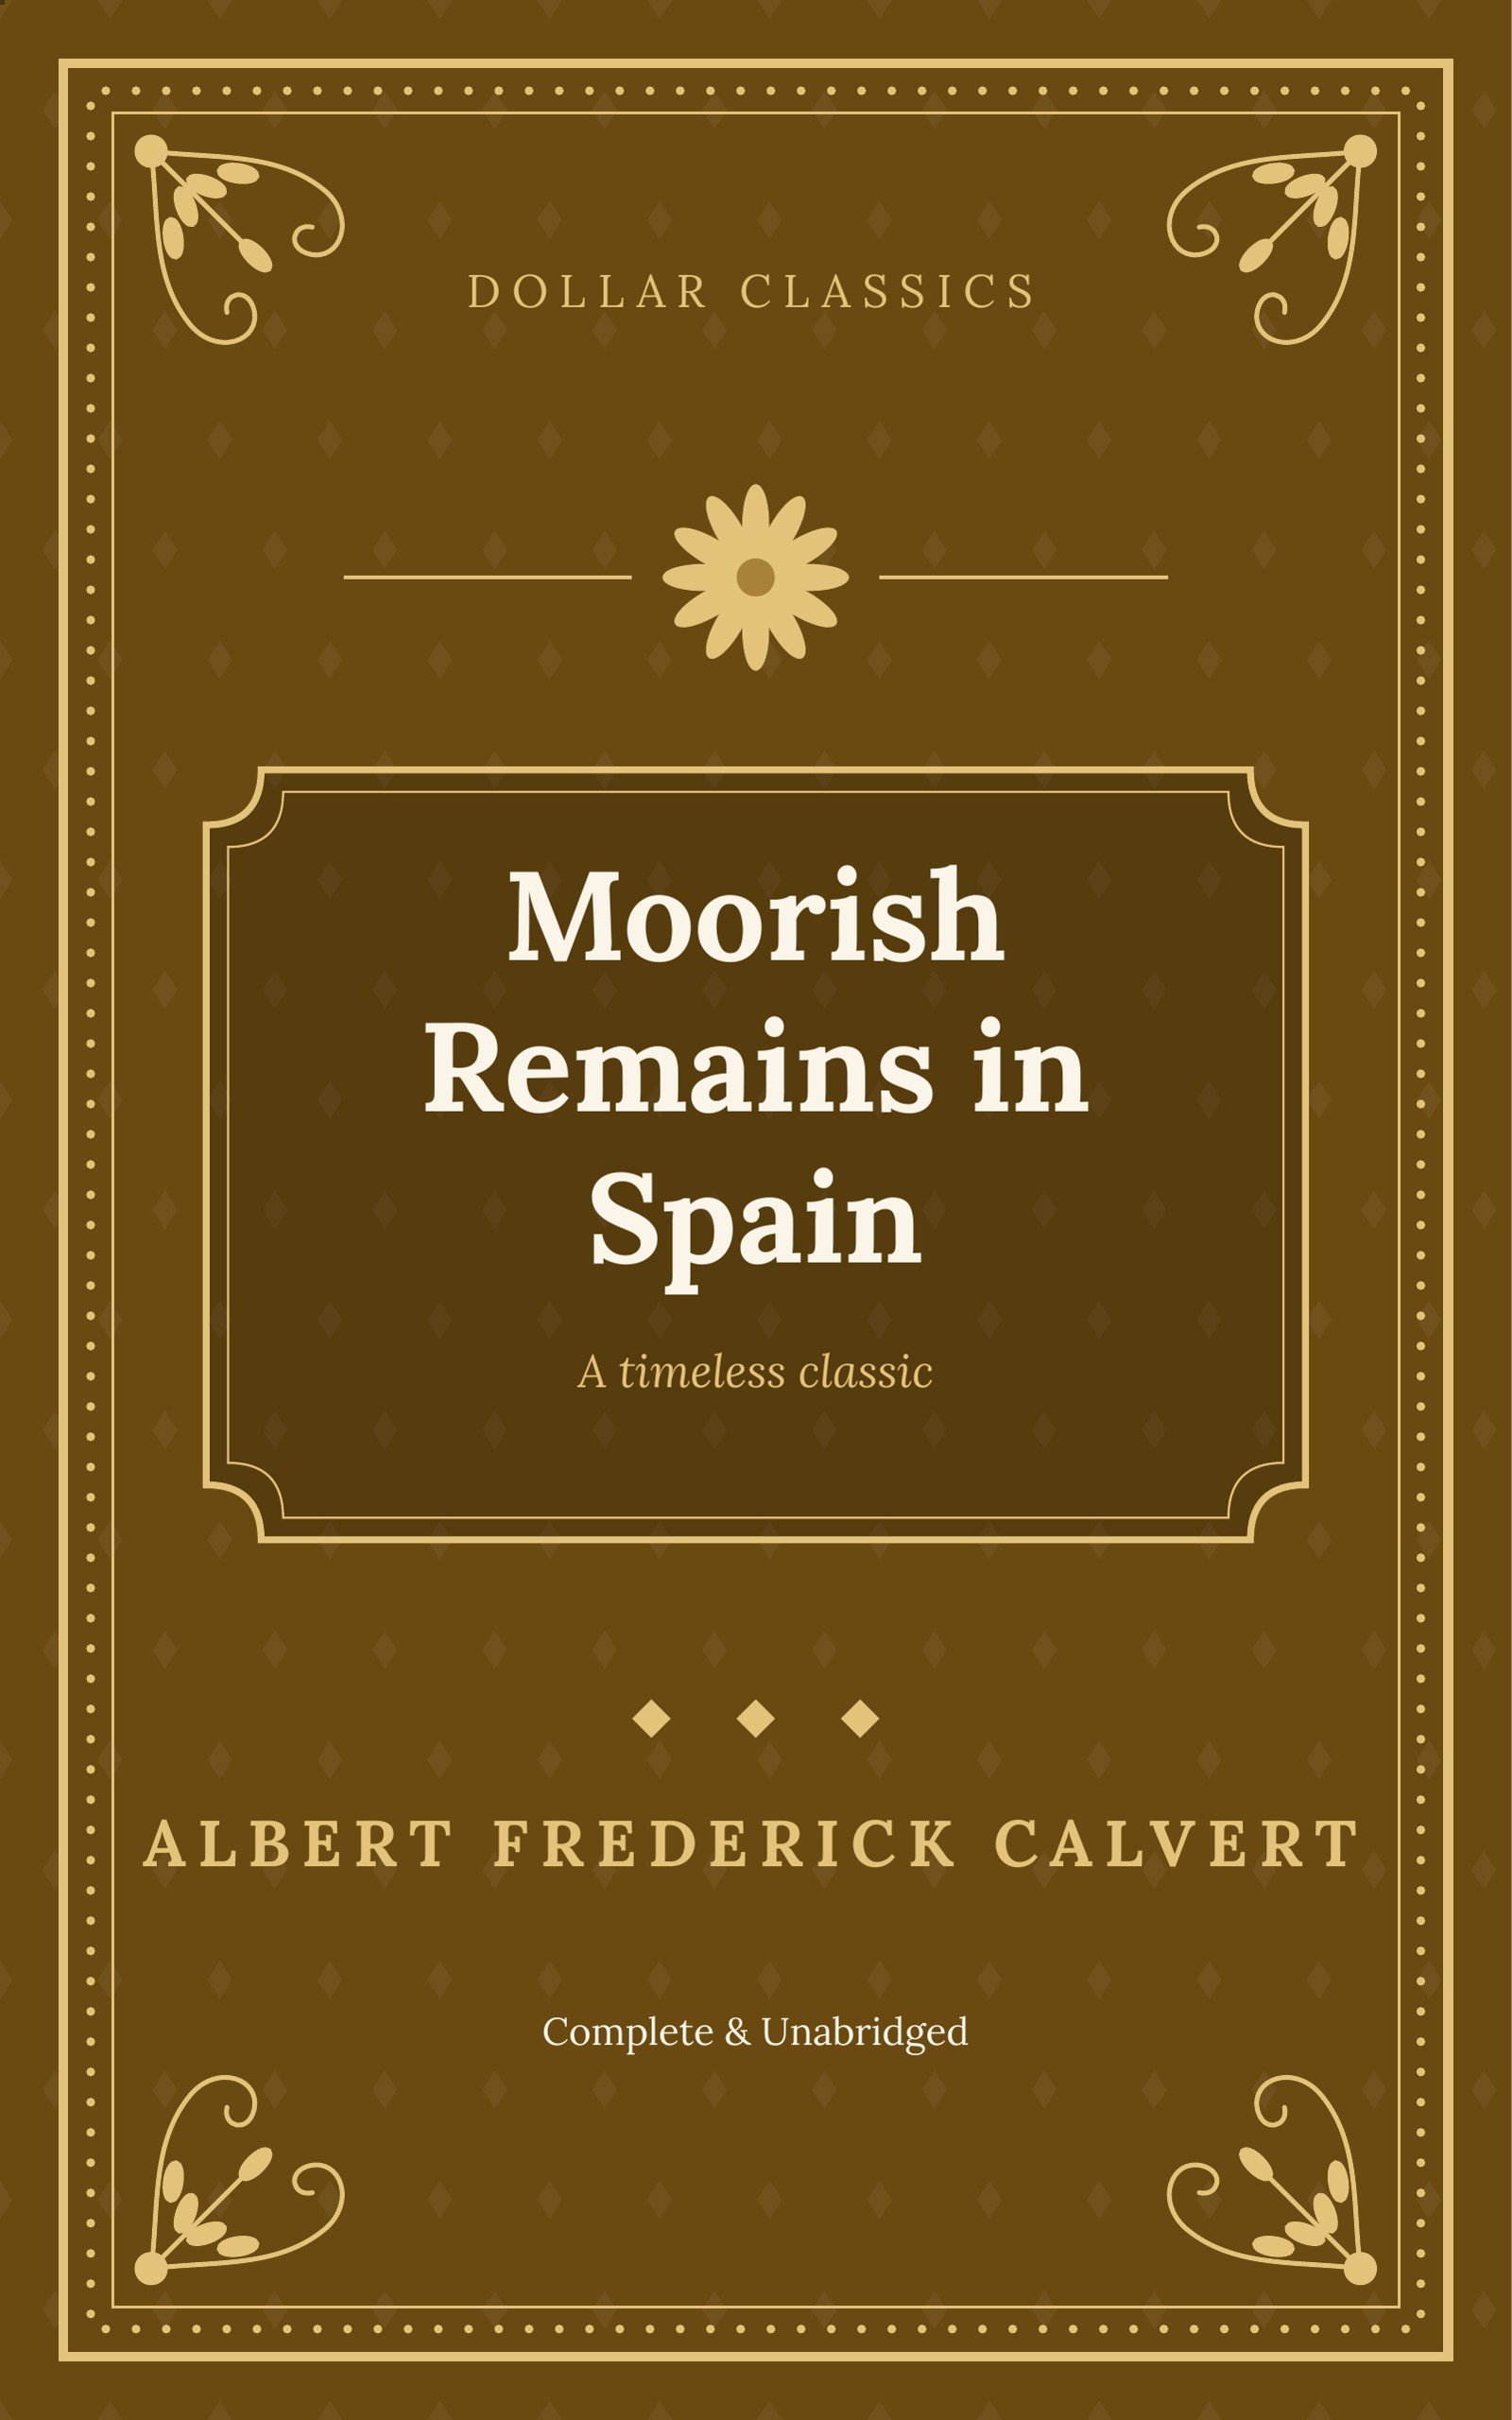 DOLLAR CLASSICS
Moorish
Remains in
Spain
A timeless classic
ALBERT FREDERICK CALVERT
Complete & Unabridged